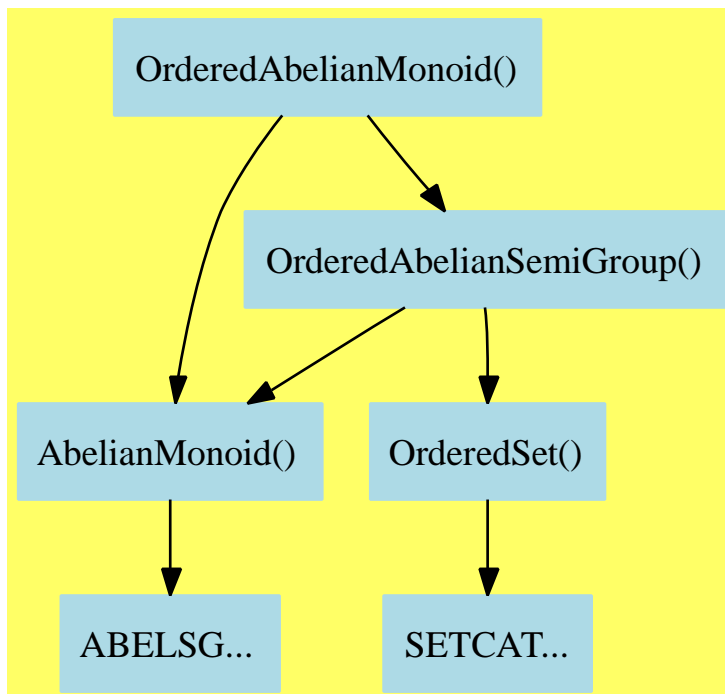 OrderedAbelianMonoid()
OrderedAbelianSemiGroup()
AbelianMonoid()
OrderedSet()
ABELSG...
SETCAT...